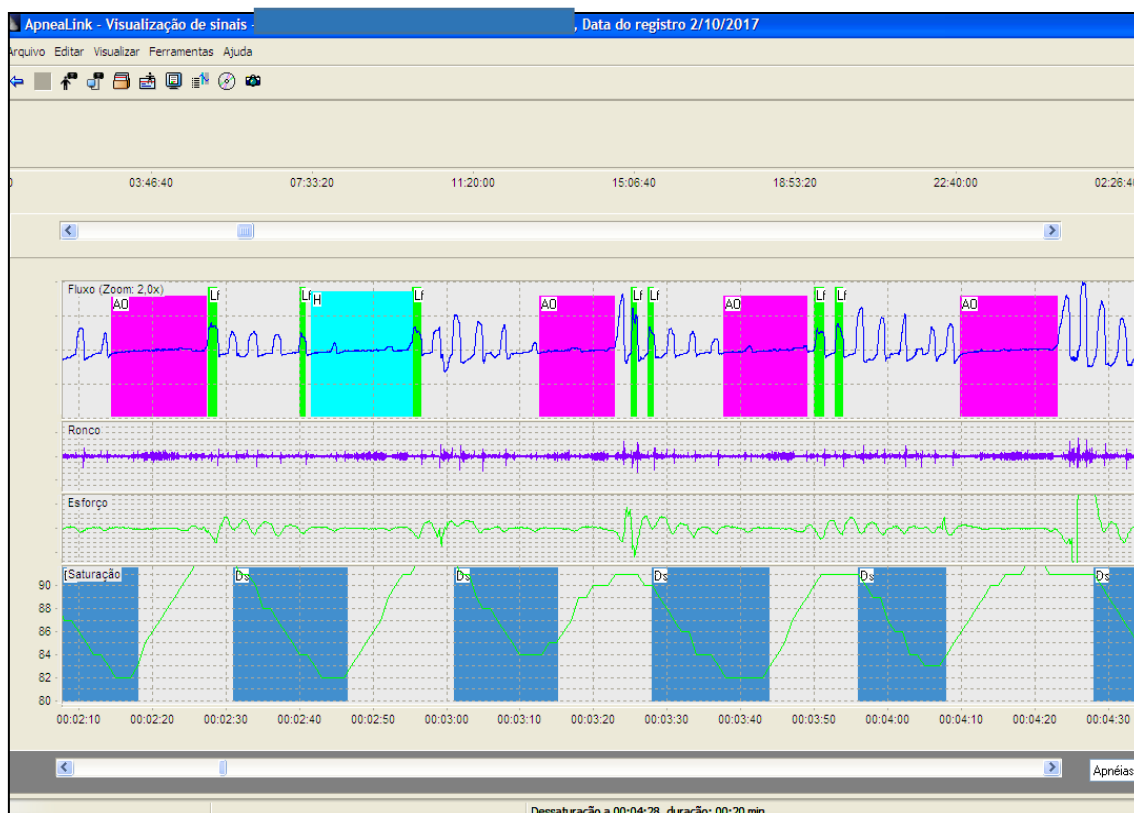 ApneaLink - Visualização de sinais - , Data do registro 2/10/2017
Arquivo Editar Visualizar Ferramentas Ajuda
03:46:40 07:33:20 11:20:00 15:06:40 18:53:20 22:40:00 02:26:40
Fluxo (Zoom: 2,0x)
AO Lf Lf H Lf AO Lf Lf AO Lf Lf AO
Ronco
Esforço
[Saturação Ds Ds Ds Ds Ds
90
88
86
84
82
80
00:02:10 00:02:20 00:02:30 00:02:40 00:02:50 00:03:00 00:03:10 00:03:20 00:03:30 00:03:40 00:03:50 00:04:00 00:04:10 00:04:20 00:04:30
Apnéias
Dessaturação a 00:04:28, duração: 00:20 min